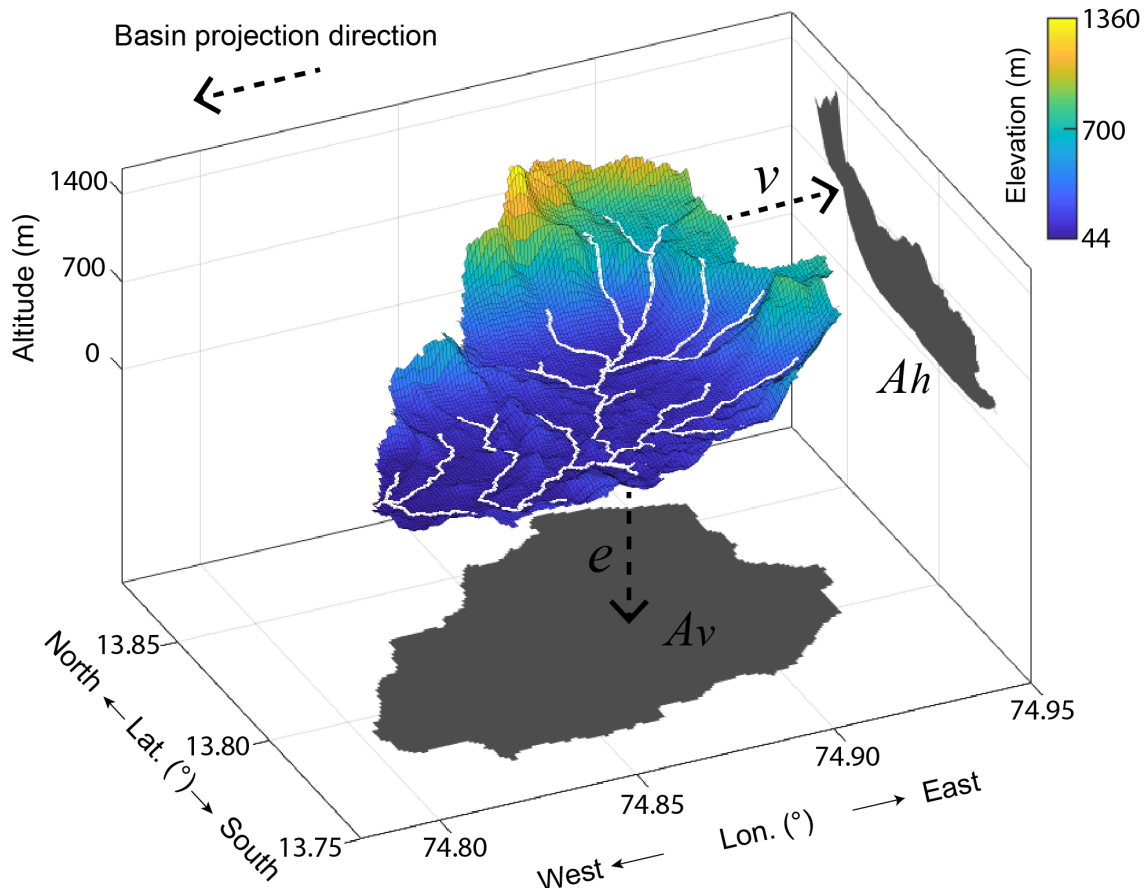 Basin projection direction
1360
700
44
Elevation (m)
1400
700
0
Altitude (m)
v
Ah
e
Av
North
Lat. (°)
South
13.85
13.80
13.75
74.80
74.85
74.90
74.95
West
Lon. (°)
East